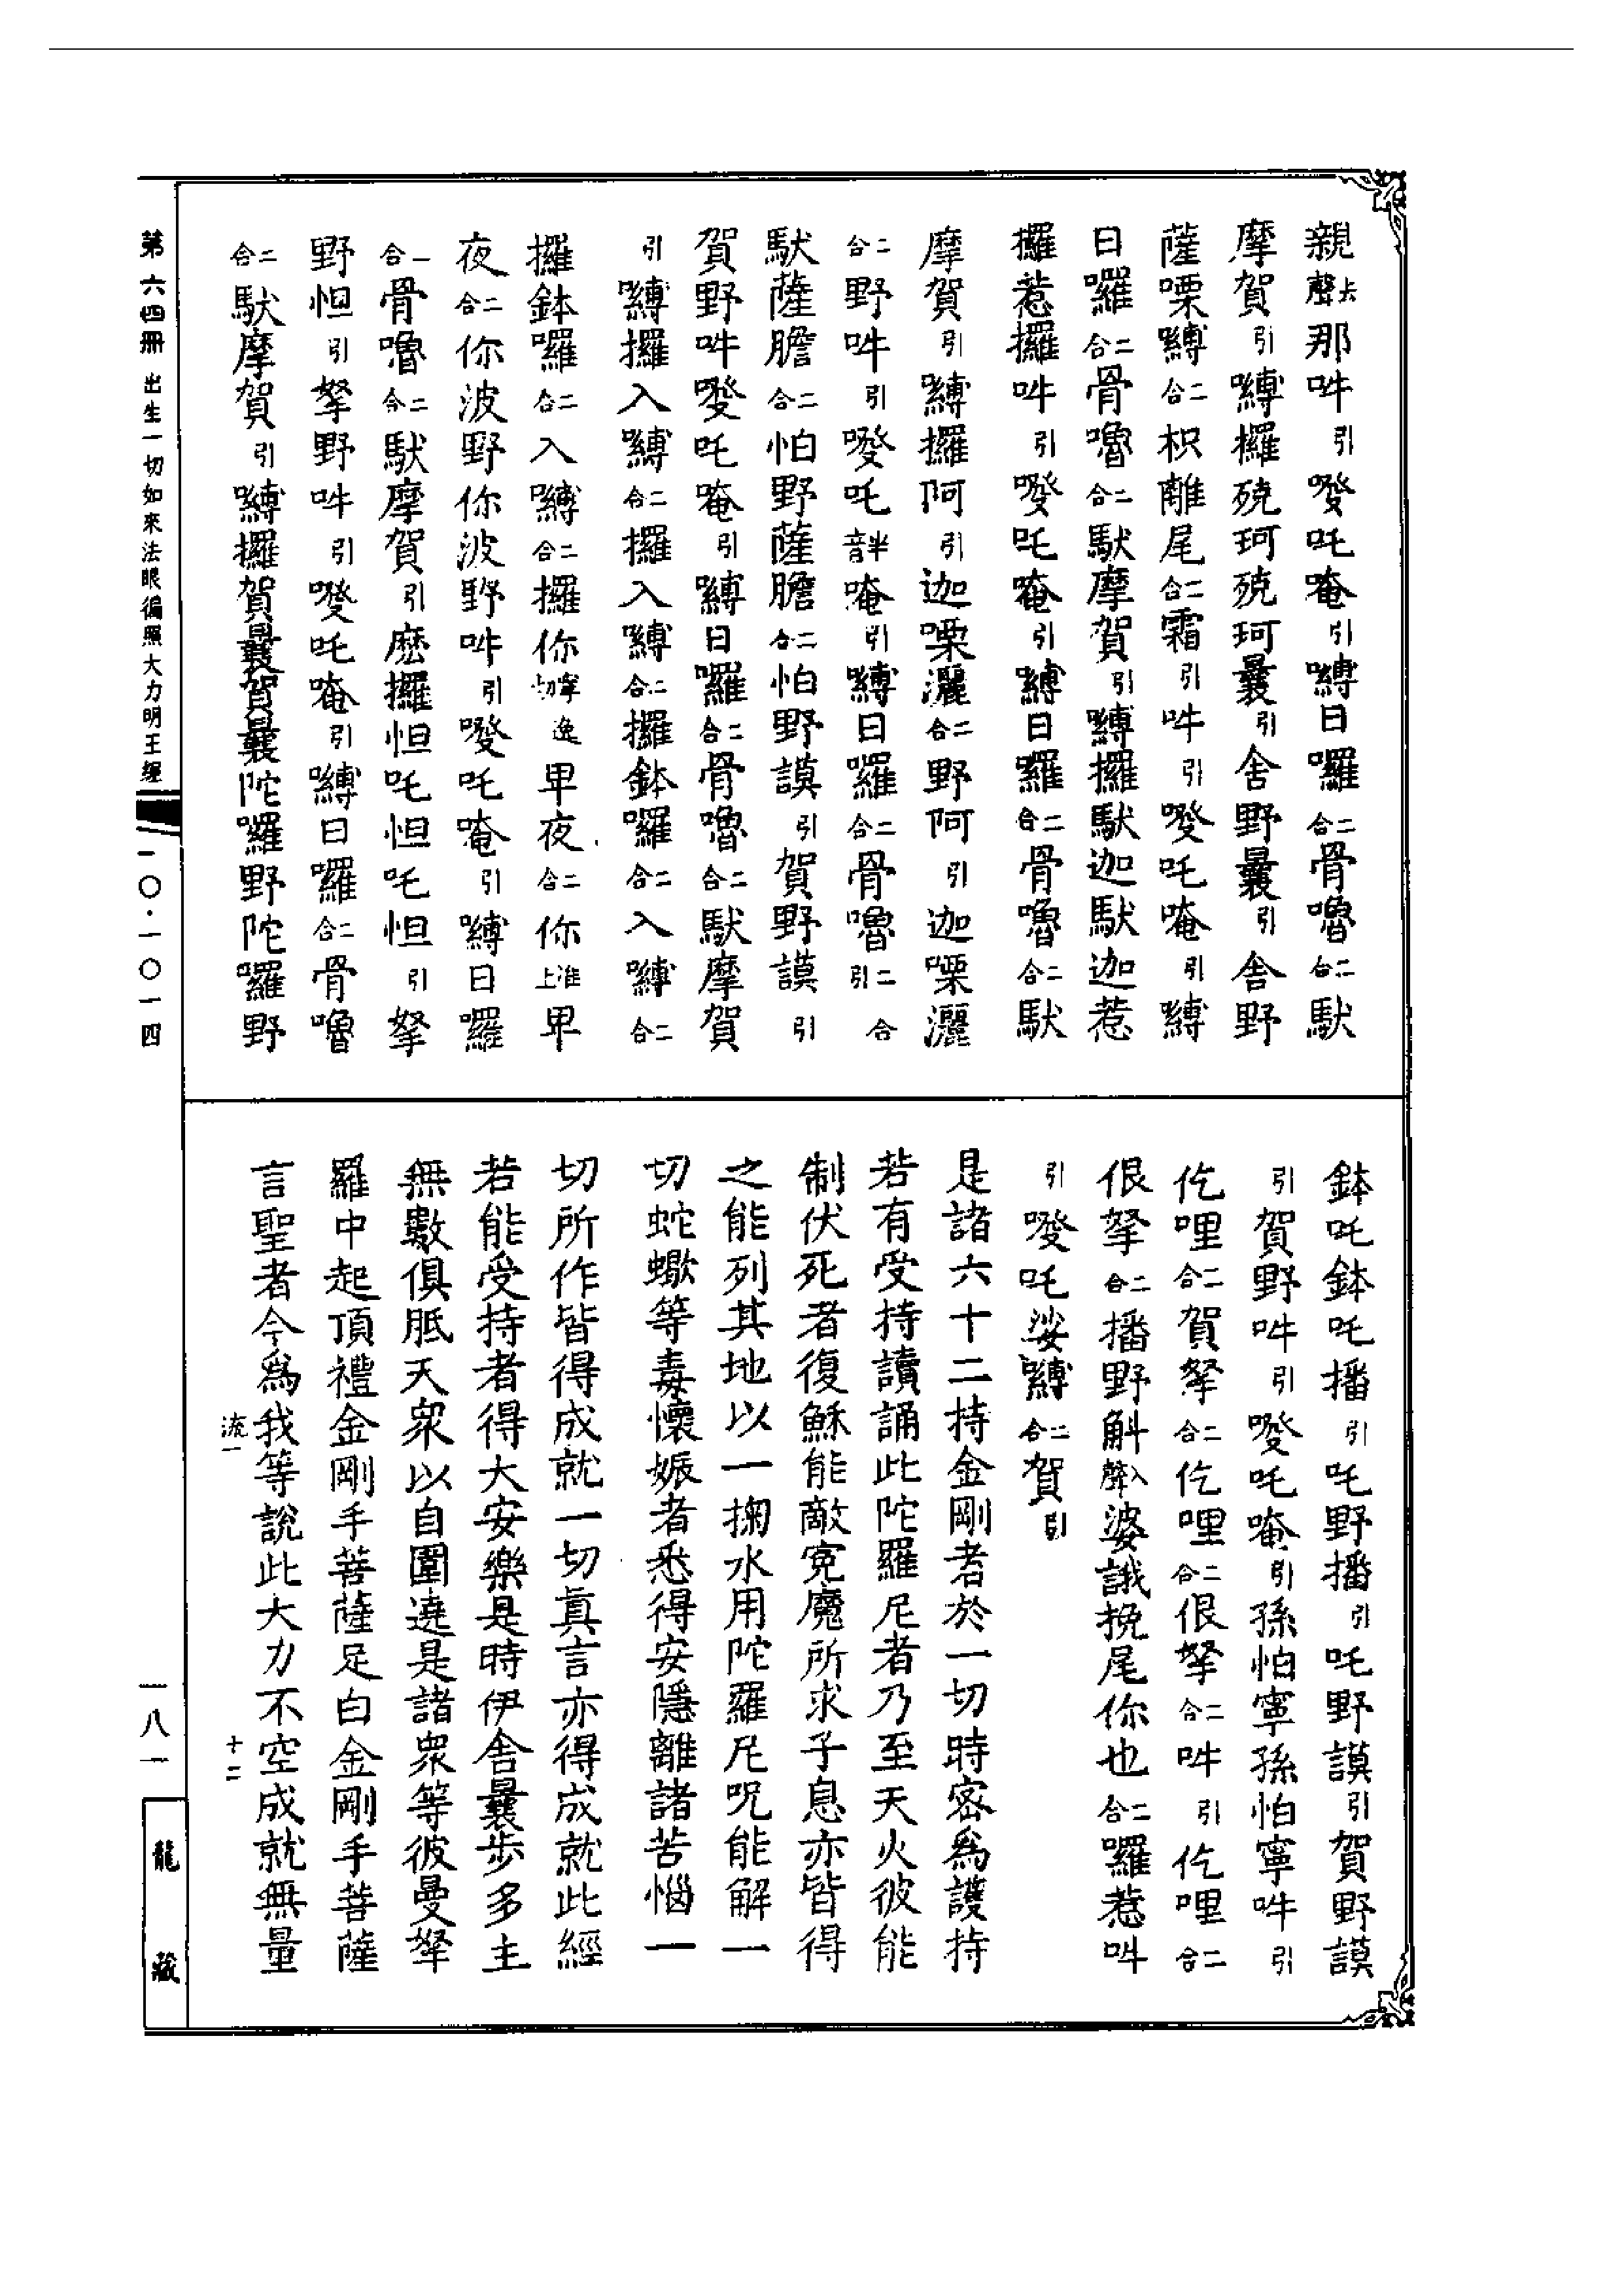 親去聲那吽引嚩吒唵引嚩日囉二合骨嚕二合馱
摩賀引嚩攞殑珂殑珂曩引舍野曩引舍野
薩㗚嚩二合枳離尾二合霜引吽引發吒唵引嚩
日囉二合骨嚕二合馱摩賀引嚩攞馱迦馱迦惹
攞惹攞吽引發吒唵引嚩日囉二合骨嚕二合馱
摩賀引嚩攞阿引迦㗚灑二合野阿引迦㗚灑
二合野吽引發吒半音唵引嚩日囉二合骨嚕二合引
馱薩膽二合怕野薩膽二合怕野謨引賀野謨引
賀野吽發吒唵引嚩日囉二合骨嚕二合馱摩賀
引嚩攞入嚩二合攞入嚩二合攞鉢囉二合入嚩二合
攞鉢囉二合入嚩二合攞你寧逸切卑夜二合你准上卑
夜二合你波野你波野吽引發吒唵引嚩日囉
二合骨嚕二合馱摩賀引麽攞怛吒怛吒怛引拏
野怛引拏野吽引發吒唵引嚩日囉二合骨嚕
二合馱摩賀引嚩攞賀曩賀曩陀囉野陀囉野
鉢吒鉢吒播引吒野播引吒野謨引賀野謨
引賀野吽引發吒唵引孫怕寧孫怕寧吽引
仡哩二合賀拏二合仡哩二合佷拏二合吽引仡哩二合
佷拏二合播野斛入聲婆誐挽尾你也二合囉惹吽
引發吒娑嚩二合賀引
是諸六十二持金剛者於一切時密為護持
若有受持讀誦此陀羅尼者乃至天火彼能
制伏死者復穌能敵寃魔所求子息亦皆得
之能列其地以一掬水用陀羅尼呪能解一
切蛇蠍等毒懷娠者悉得安隱離諸苦惱一
切所作皆得成就一切真言亦得成就此經
若能受持者得大安樂是時伊舍曩步多主
無數俱胝天衆以自圍遶是諸衆等彼曼拏
羅中起頂禮金剛手菩薩足白金剛手菩薩
言聖者今為我等說此大力不空成就無量
流一
十二
第六四冊 出生一切如來法眼徧照大力明王經
一〇·一〇一四
一八一
龍藏